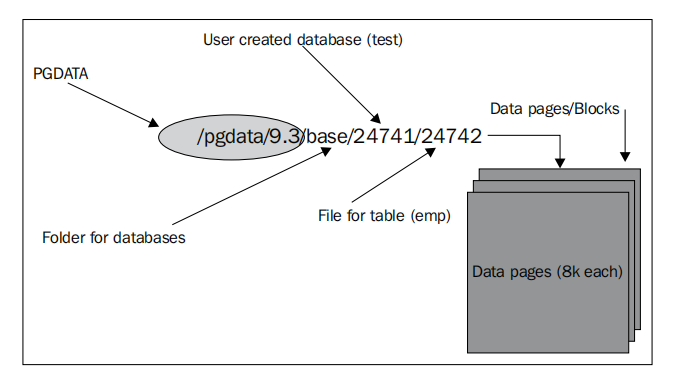 User created database (test)
PGDATA
Data pages/Blocks
/pgdata/9.3/base/24741/24742
File for table (emp)
Folder for databases
Data pages (8k each)